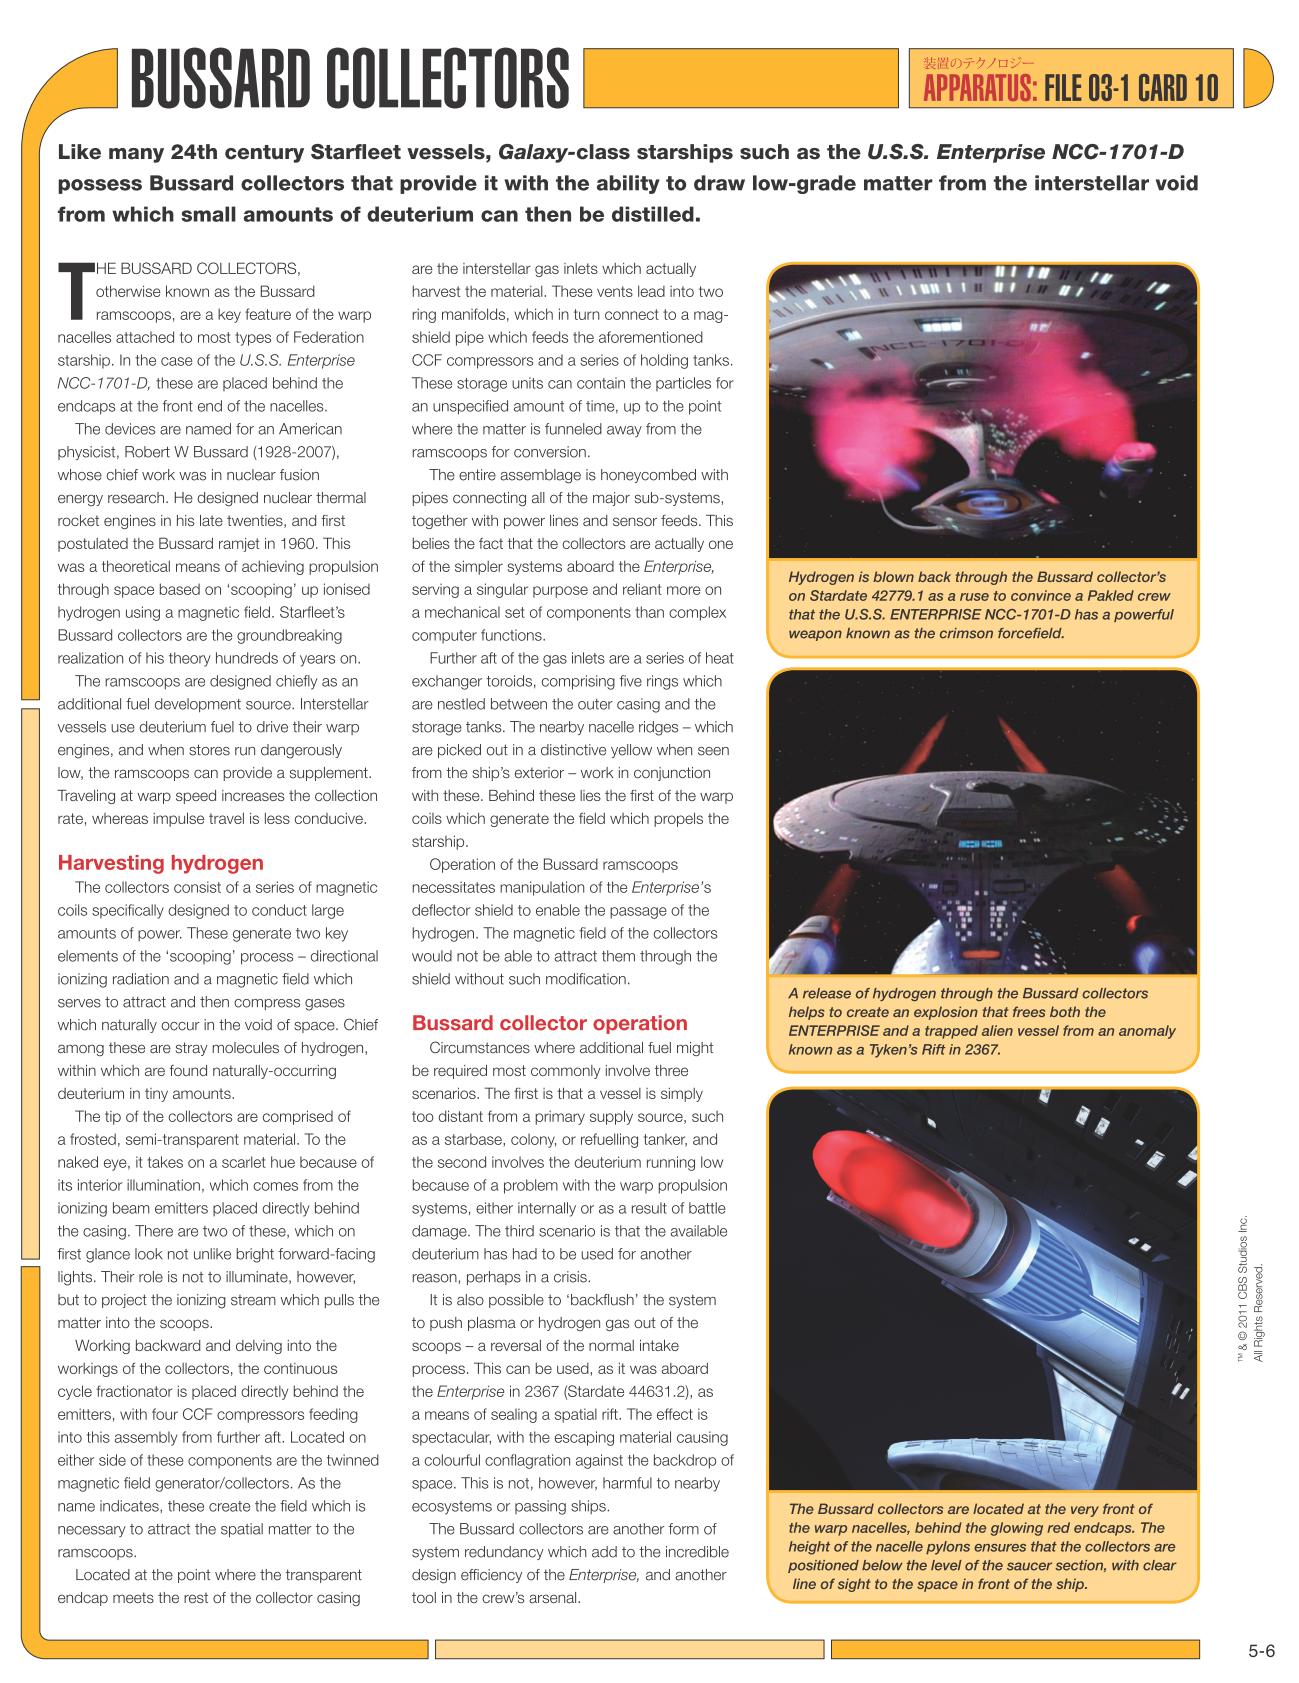 BUSSARD COLLECTORS
装置のテクノロジー
APPARATUS: FILE 03-1 CARD 10
Like many 24th century Starfleet vessels, Galaxy-class starships such as the U.S.S. Enterprise NCC-1701-D
possess Bussard collectors that provide it with the ability to draw low-grade matter from the interstellar void
from which small amounts of deuterium can then be distilled.
THE BUSSARD COLLECTORS,
otherwise known as the Bussard
ramscoops, are a key feature of the warp
nacelles attached to most types of Federation
starship. In the case of the U.S.S. Enterprise
NCC-1701-D, these are placed behind the
endcaps at the front end of the nacelles.
The devices are named for an American
physicist, Robert W Bussard (1928-2007),
whose chief work was in nuclear fusion
energy research. He designed nuclear thermal
rocket engines in his late twenties, and first
postulated the Bussard ramjet in 1960. This
was a theoretical means of achieving propulsion
through space based on ‘scooping’ up ionised
hydrogen using a magnetic field. Starfleet’s
Bussard collectors are the groundbreaking
realization of his theory hundreds of years on.
The ramscoops are designed chiefly as an
additional fuel development source. Interstellar
vessels use deuterium fuel to drive their warp
engines, and when stores run dangerously
low, the ramscoops can provide a supplement.
Traveling at warp speed increases the collection
rate, whereas impulse travel is less conducive.
Harvesting hydrogen
The collectors consist of a series of magnetic
coils specifically designed to conduct large
amounts of power. These generate two key
elements of the ‘scooping’ process – directional
ionizing radiation and a magnetic field which
serves to attract and then compress gases
which naturally occur in the void of space. Chief
among these are stray molecules of hydrogen,
within which are found naturally-occurring
deuterium in tiny amounts.
The tip of the collectors are comprised of
a frosted, semi-transparent material. To the
naked eye, it takes on a scarlet hue because of
its interior illumination, which comes from the
ionizing beam emitters placed directly behind
the casing. There are two of these, which on
first glance look not unlike bright forward-facing
lights. Their role is not to illuminate, however,
but to project the ionizing stream which pulls the
matter into the scoops.
Working backward and delving into the
workings of the collectors, the continuous
cycle fractionator is placed directly behind the
emitters, with four CCF compressors feeding
into this assembly from further aft. Located on
either side of these components are the twinned
magnetic field generator/collectors. As the
name indicates, these create the field which is
necessary to attract the spatial matter to the
ramscoops.
Located at the point where the transparent
endcap meets the rest of the collector casing
are the interstellar gas inlets which actually
harvest the material. These vents lead into two
ring manifolds, which in turn connect to a mag-
shield pipe which feeds the aforementioned
CCF compressors and a series of holding tanks.
These storage units can contain the particles for
an unspecified amount of time, up to the point
where the matter is funneled away from the
ramscoops for conversion.
The entire assemblage is honeycombed with
pipes connecting all of the major sub-systems,
together with power lines and sensor feeds. This
belies the fact that the collectors are actually one
of the simpler systems aboard the Enterprise,
serving a singular purpose and reliant more on
a mechanical set of components than complex
computer functions.
Further aft of the gas inlets are a series of heat
exchanger toroids, comprising five rings which
are nestled between the outer casing and the
storage tanks. The nearby nacelle ridges – which
are picked out in a distinctive yellow when seen
from the ship’s exterior – work in conjunction
with these. Behind these lies the first of the warp
coils which generate the field which propels the
starship.
Operation of the Bussard ramscoops
necessitates manipulation of the Enterprise’s
deflector shield to enable the passage of the
hydrogen. The magnetic field of the collectors
would not be able to attract them through the
shield without such modification.
Bussard collector operation
Circumstances where additional fuel might
be required most commonly involve three
scenarios. The first is that a vessel is simply
too distant from a primary supply source, such
as a starbase, colony, or refuelling tanker, and
the second involves the deuterium running low
because of a problem with the warp propulsion
systems, either internally or as a result of battle
damage. The third scenario is that the available
deuterium has had to be used for another
reason, perhaps in a crisis.
It is also possible to ‘backflush’ the system
to push plasma or hydrogen gas out of the
scoops – a reversal of the normal intake
process. This can be used, as it was aboard
the Enterprise in 2367 (Stardate 44631.2), as
a means of sealing a spatial rift. The effect is
spectacular, with the escaping material causing
a colourful conflagration against the backdrop of
space. This is not, however, harmful to nearby
ecosystems or passing ships.
The Bussard collectors are another form of
system redundancy which add to the incredible
design efficiency of the Enterprise, and another
tool in the crew’s arsenal.
NCC-1701-D
Hydrogen is blown back through the Bussard collector’s
on Stardate 42779.1 as a ruse to convince a Pakled crew
that the U.S.S. ENTERPRISE NCC-1701-D has a powerful
weapon known as the crimson forcefield.
A release of hydrogen through the Bussard collectors
helps to create an explosion that frees both the
ENTERPRISE and a trapped alien vessel from an anomaly
known as a Tyken’s Rift in 2367.
The Bussard collectors are located at the very front of
the warp nacelles, behind the glowing red endcaps. The
height of the nacelle pylons ensures that the collectors are
positioned below the level of the saucer section, with clear
line of sight to the space in front of the ship.
™ & © 2011 CBS Studios Inc.
All Rights Reserved.
5-6